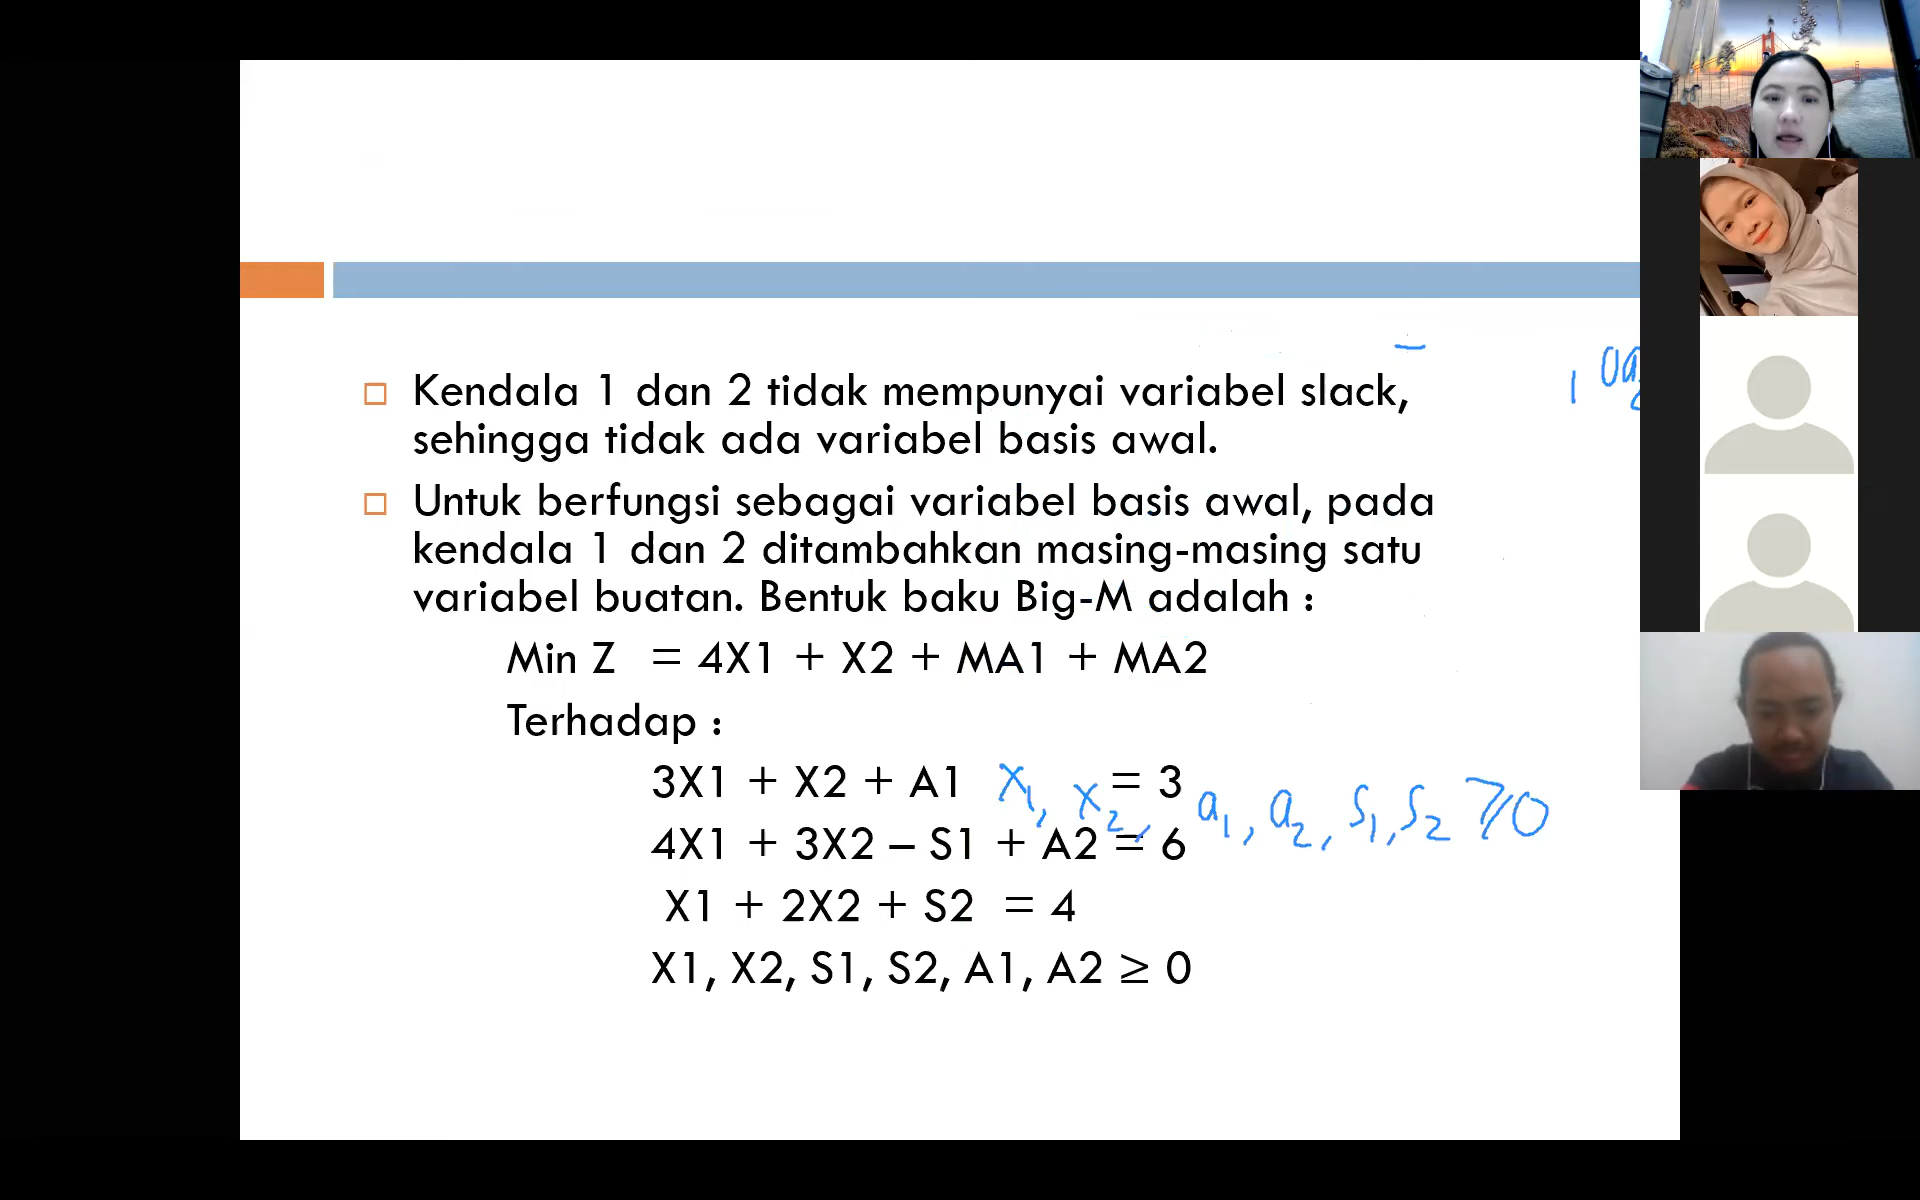 Kendala 1 dan 2 tidak mempunyai variabel slack,
sehingga tidak ada variabel basis awal.
Untuk berfungsi sebagai variabel basis awal, pada
kendala 1 dan 2 ditambahkan masing-masing satu
variabel buatan. Bentuk baku Big-M adalah :
Min Z = 4X1 + X2 + MA1 + MA2
Terhadap :
3X1 + X2 + A1 = 3
x₁, x₂, a₁, a₂, s₁, s₂ ≥0
4X1 + 3X2 – S1 + A2 = 6
X1 + 2X2 + S2 = 4
X1, X2, S1, S2, A1, A2 ≥ 0